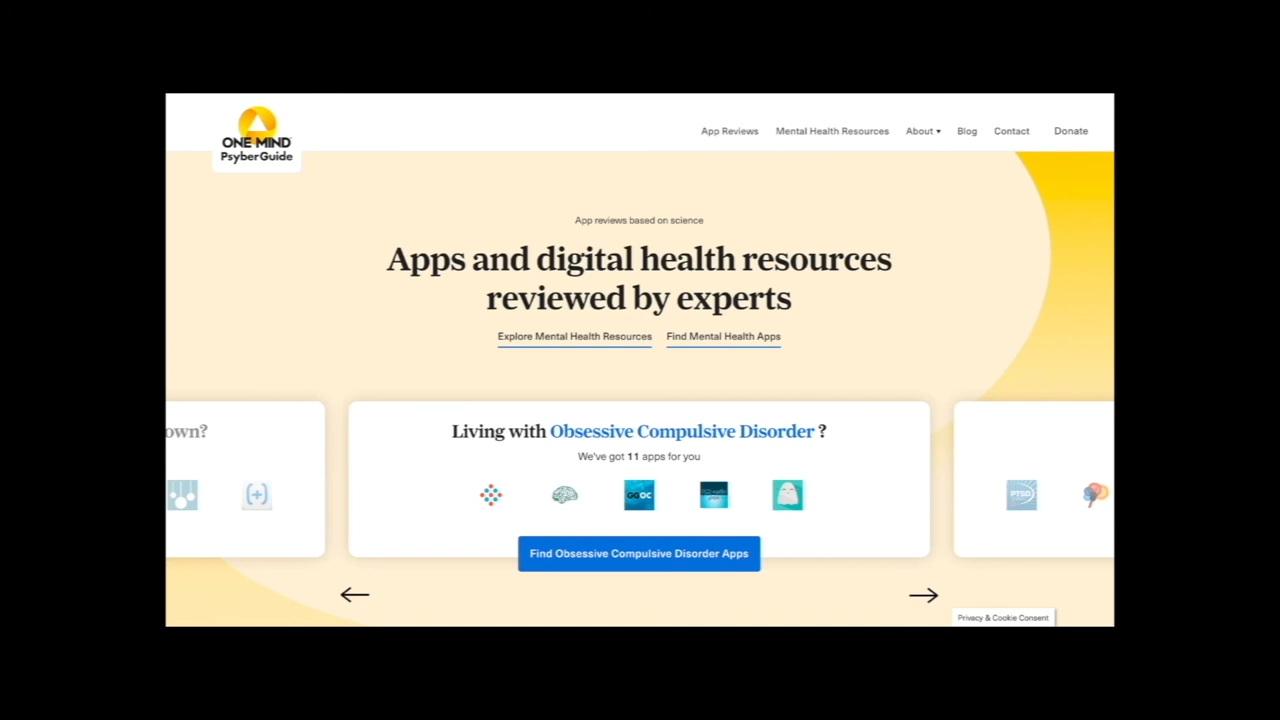 ONE MIND
PsyberGuide
App Reviews Mental Health Resources About Blog Contact Donate
App reviews based on science
Apps and digital health resources
reviewed by experts
Explore Mental Health Resources Find Mental Health Apps
own?
Living with Obsessive Compulsive Disorder ?
We've got 11 apps for you
GGOC
PTSD
Find Obsessive Compulsive Disorder Apps
Privacy & Cookie Consent